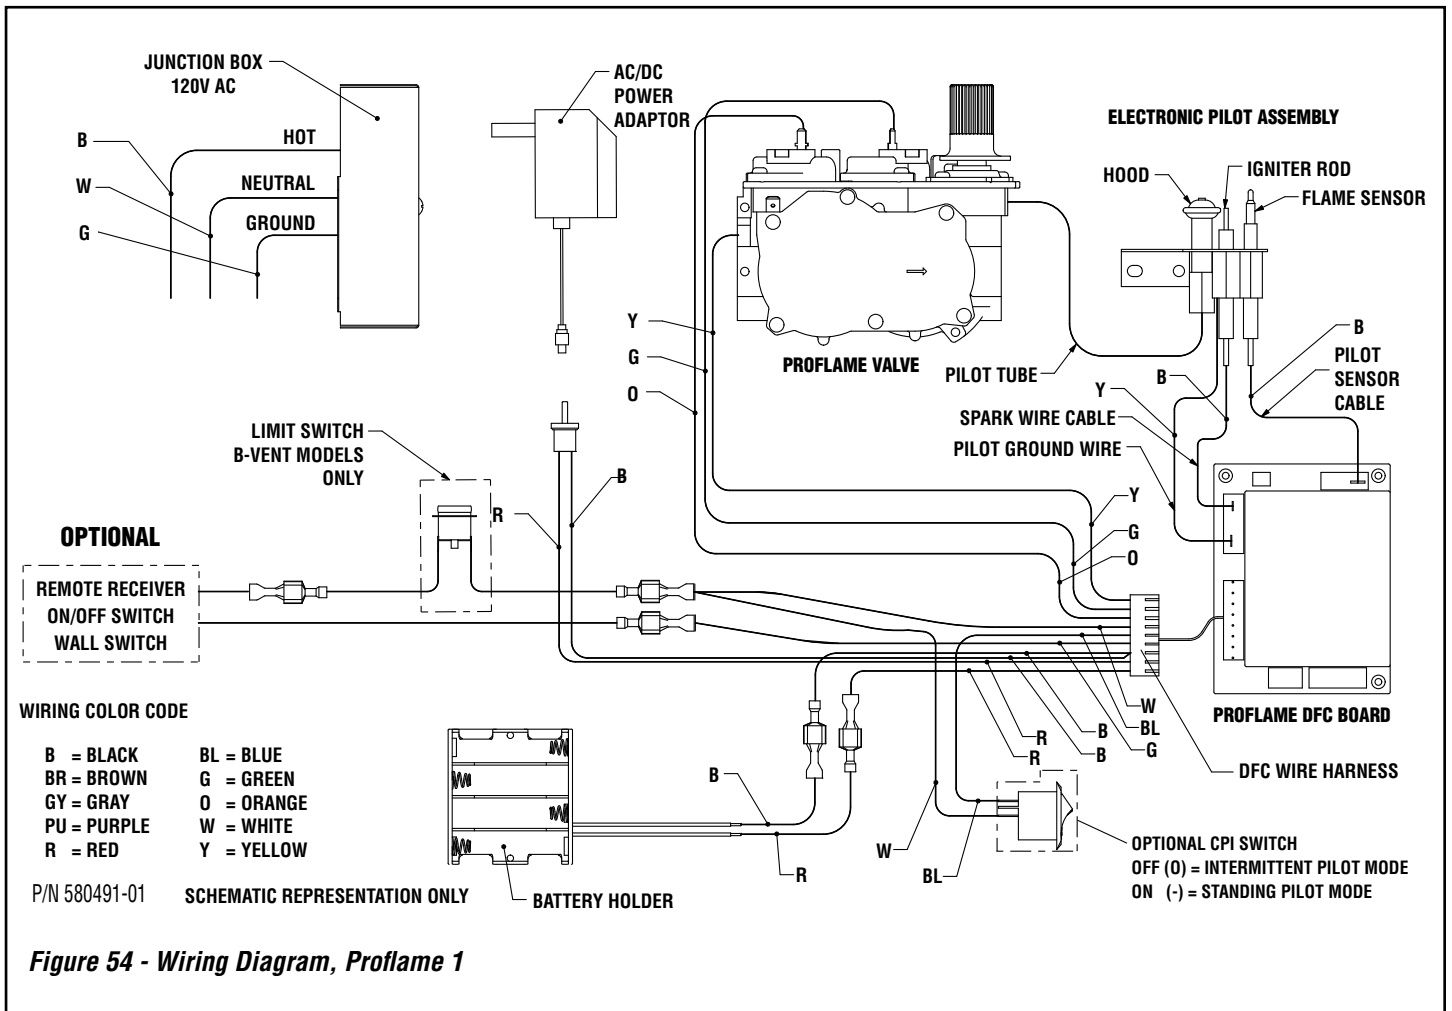 JUNCTION BOX
120V AC
HOT
NEUTRAL
GROUND
B
W
G
AC/DC
POWER
ADAPTOR
ELECTRONIC PILOT ASSEMBLY
HOOD
IGNITER ROD
FLAME SENSOR
Y
G
O
PROFLAME VALVE
PILOT TUBE
B
PILOT
SENSOR
CABLE
B
Y
SPARK WIRE CABLE
PILOT GROUND WIRE
LIMIT SWITCH
B-VENT MODELS
ONLY
R
B
Y
G
O
OPTIONAL
REMOTE RECEIVER
ON/OFF SWITCH
WALL SWITCH
W
BL
G
B
B
R
R
PROFLAME DFC BOARD
DFC WIRE HARNESS
WIRING COLOR CODE
B = BLACK
BR = BROWN
GY = GRAY
PU = PURPLE
R = RED
BL = BLUE
G = GREEN
O = ORANGE
W = WHITE
Y = YELLOW
B
R
W
BL
OPTIONAL CPI SWITCH
OFF (O) = INTERMITTENT PILOT MODE
ON (-) = STANDING PILOT MODE
P/N 580491-01
SCHEMATIC REPRESENTATION ONLY
BATTERY HOLDER
Figure 54 - Wiring Diagram, Proflame 1